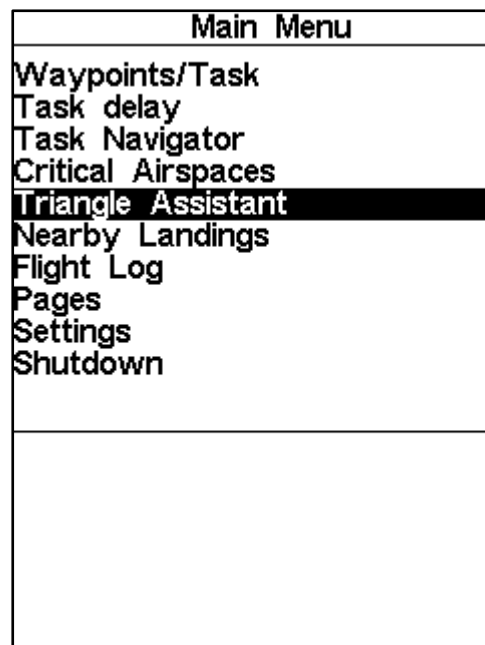 Main Menu
Waypoints/Task
Task delay
Task Navigator
Critical Airspaces
Triangle Assistant
Nearby Landings
Flight Log
Pages
Settings
Shutdown